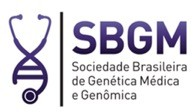 SBGM
Sociedade Brasileira
de Genética Médica
e Genômica